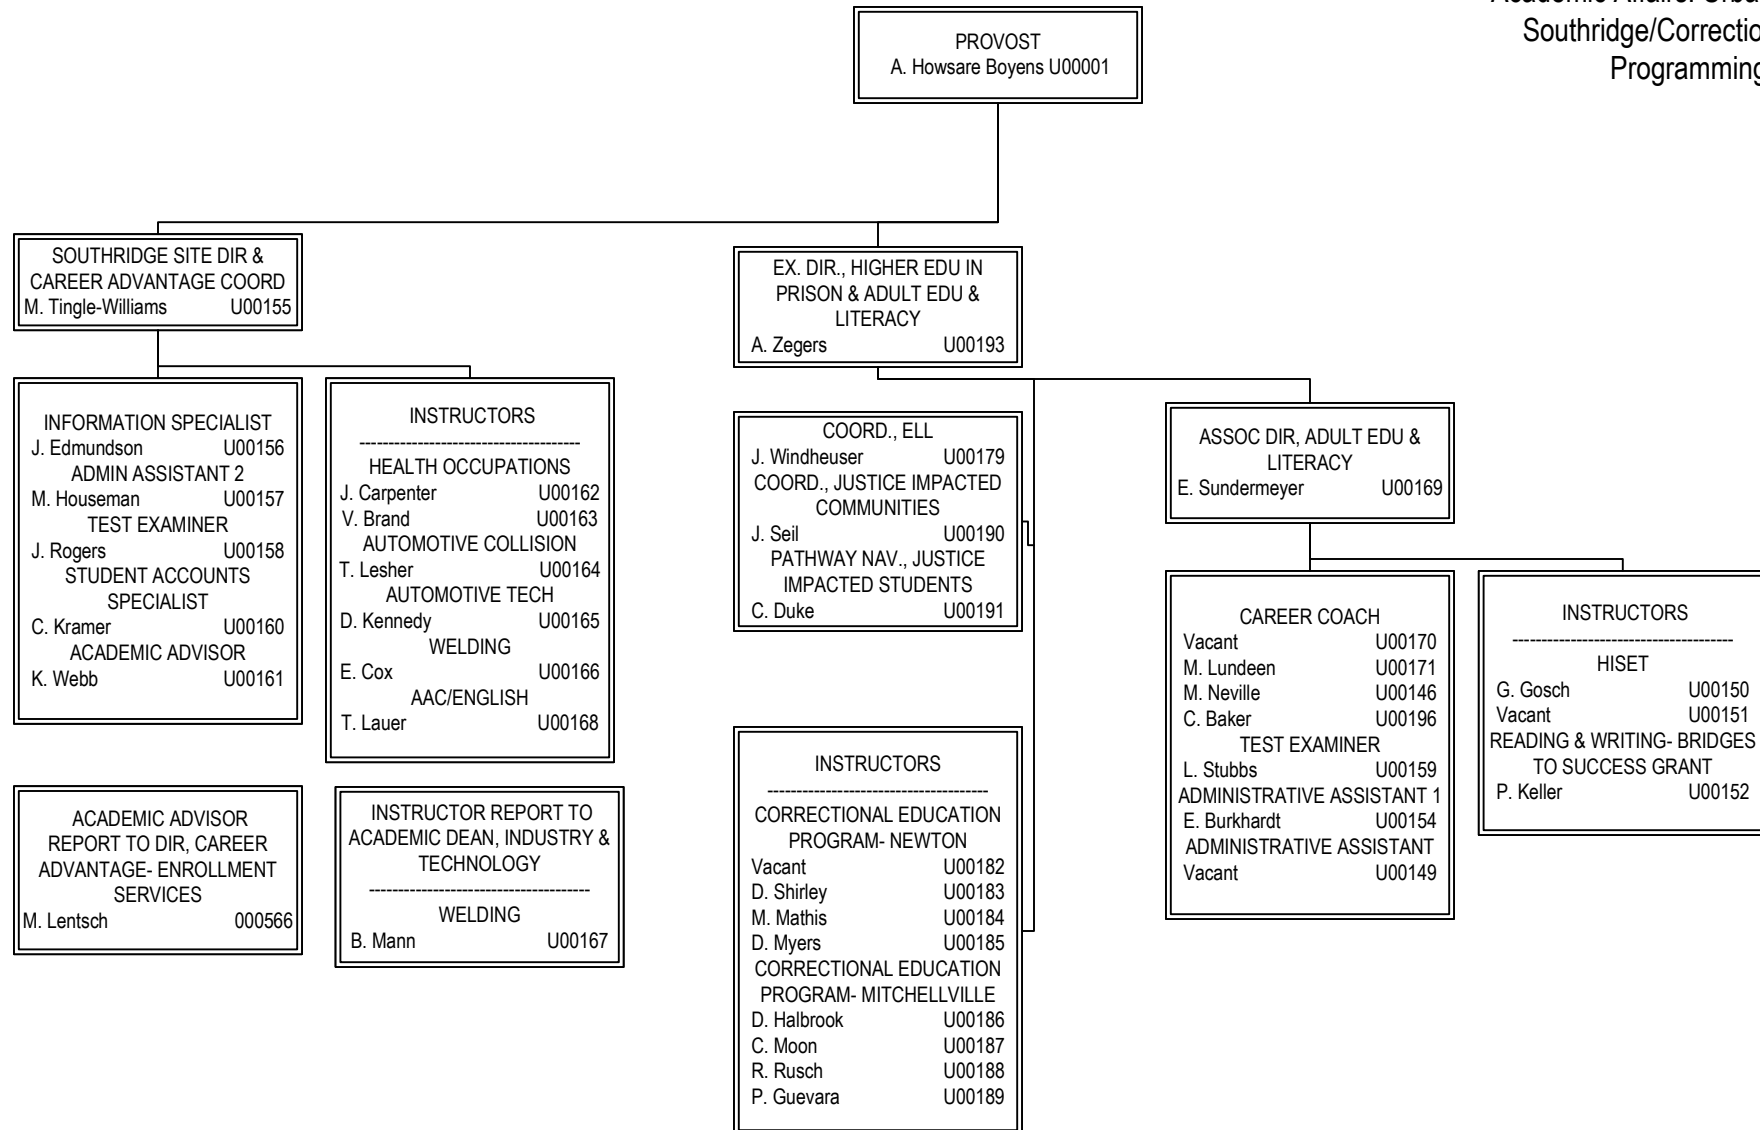 Southridge/Correctio
Programming
PROVOST
A. Howsare Boyens U00001
SOUTHRIDGE SITE DIR &
CAREER ADVANTAGE COORD
M. Tingle-Williams U00155
EX. DIR., HIGHER EDU IN
PRISON & ADULT EDU &
LITERACY
A. Zegers U00193
INFORMATION SPECIALIST
J. Edmundson U00156
ADMIN ASSISTANT 2
M. Houseman U00157
TEST EXAMINER
J. Rogers U00158
STUDENT ACCOUNTS
SPECIALIST
C. Kramer U00160
ACADEMIC ADVISOR
K. Webb U00161
INSTRUCTORS
--------------------------------------
HEALTH OCCUPATIONS
J. Carpenter U00162
V. Brand U00163
AUTOMOTIVE COLLISION
T. Lesher U00164
AUTOMOTIVE TECH
D. Kennedy U00165
WELDING
E. Cox U00166
AAC/ENGLISH
T. Lauer U00168
COORD., ELL
J. Windheuser U00179
COORD., JUSTICE IMPACTED
COMMUNITIES
J. Seil U00190
PATHWAY NAV., JUSTICE
IMPACTED STUDENTS
C. Duke U00191
ASSOC DIR, ADULT EDU &
LITERACY
E. Sundermeyer U00169
CAREER COACH
Vacant U00170
M. Lundeen U00171
M. Neville U00146
C. Baker U00196
TEST EXAMINER
L. Stubbs U00159
ADMINISTRATIVE ASSISTANT 1
E. Burkhardt U00154
ADMINISTRATIVE ASSISTANT
Vacant U00149
INSTRUCTORS
--------------------------------------
HISET
G. Gosch U00150
Vacant U00151
READING & WRITING- BRIDGES
TO SUCCESS GRANT
P. Keller U00152
ACADEMIC ADVISOR
REPORT TO DIR, CAREER
ADVANTAGE- ENROLLMENT
SERVICES
M. Lentsch 000566
INSTRUCTOR REPORT TO
ACADEMIC DEAN, INDUSTRY &
TECHNOLOGY
--------------------------------------
WELDING
B. Mann U00167
INSTRUCTORS
--------------------------------------
CORRECTIONAL EDUCATION
PROGRAM- NEWTON
Vacant U00182
D. Shirley U00183
M. Mathis U00184
D. Myers U00185
CORRECTIONAL EDUCATION
PROGRAM- MITCHELLVILLE
D. Halbrook U00186
C. Moon U00187
R. Rusch U00188
P. Guevara U00189